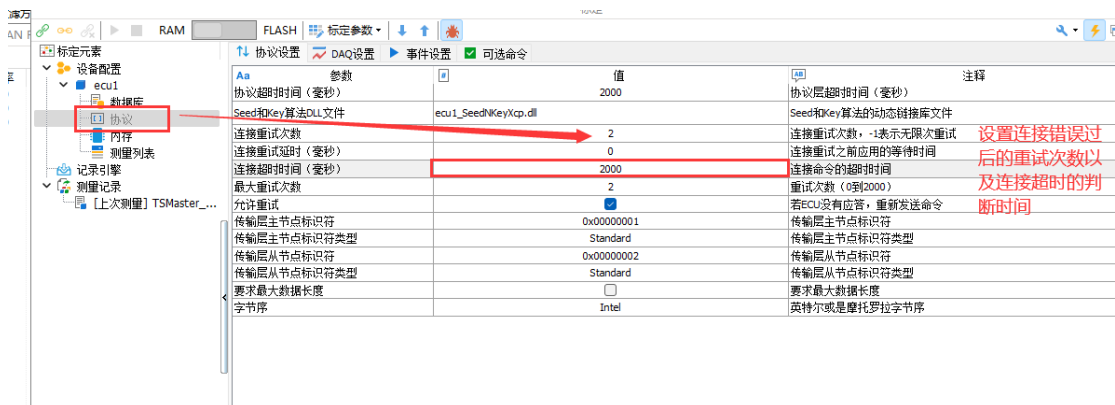 标定
RAM FLASH 标定参数
标定元素
设备配置
ecu1
数据库
协议
内存
测量列表
记录引擎
测量记录
[上次测量] TSMaster_...
协议设置 DAQ设置 事件设置 可选命令
Aa 参数 # 值 AB 注释
协议超时时间（毫秒） 2000 协议层超时时间（毫秒）
Seed和Key算法DLL文件 ecu1_SeedNKeyXcp.dll Seed和Key算法的动态链接库文件
连接重试次数 2 连接重试次数，-1表示无限次重试
连接重试延时（毫秒） 0 连接重试之前应用的等待时间
连接超时时间（毫秒） 2000 连接命令的超时时间
最大重试次数 2 重试次数（0到2000）
允许重试 若ECU没有应答，重新发送命令
传输层主节点标识符 0x00000001 传输层主节点标识符
传输层主节点标识符类型 Standard 传输层主节点标识符类型
传输层从节点标识符 0x00000002 传输层从节点标识符
传输层从节点标识符类型 Standard 传输层从节点标识符类型
要求最大数据长度 要求最大数据长度
字节序 Intel 英特尔或是摩托罗拉字节序
设置连接错误过
后的重试次数以
及连接超时的判
断时间